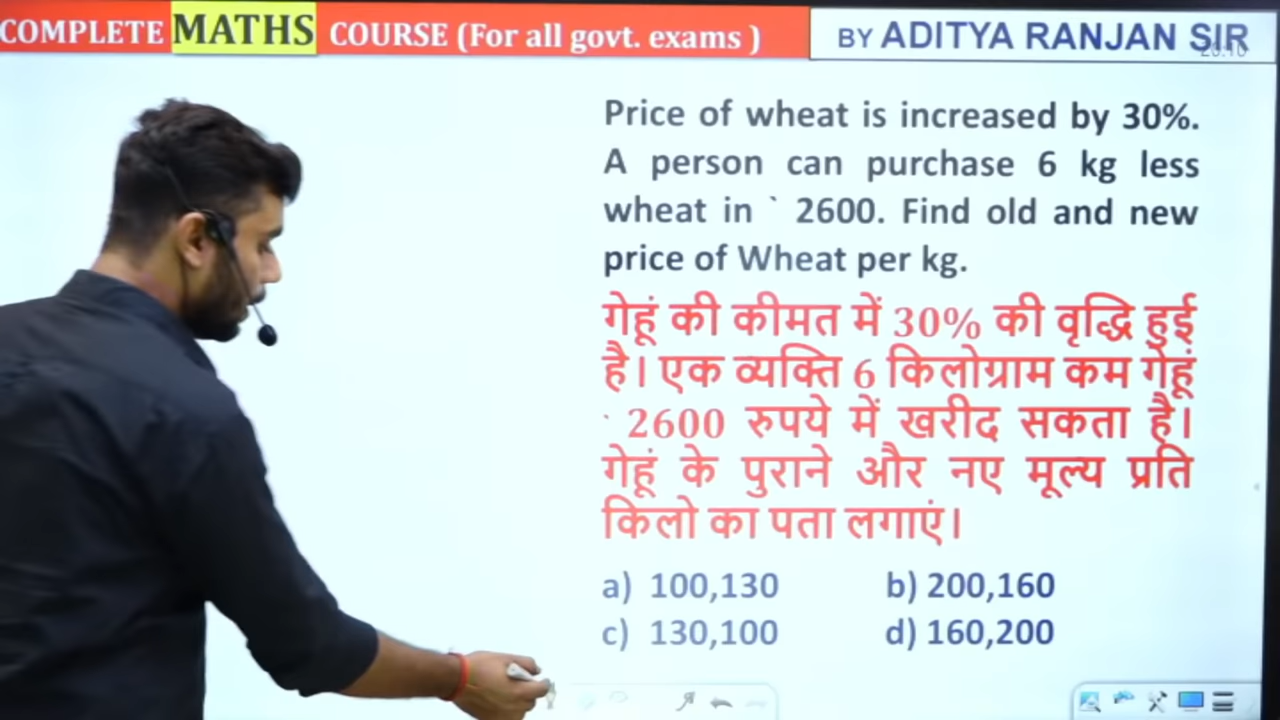 COMPLETE MATHS COURSE (For all govt. exams )
BY ADITYA RANJAN SIR
20:10
Price of wheat is increased by 30%.
A person can purchase 6 kg less
wheat in ` 2600. Find old and new
price of Wheat per kg.
गेहूं की कीमत में 30% की वृद्धि हुई
है। एक व्यक्ति 6 किलोग्राम कम गेहूं
` 2600 रुपये में खरीद सकता है।
गेहूं के पुराने और नए मूल्य प्रति
किलो का पता लगाएं।
a) 100,130 b) 200,160
c) 130,100 d) 160,200